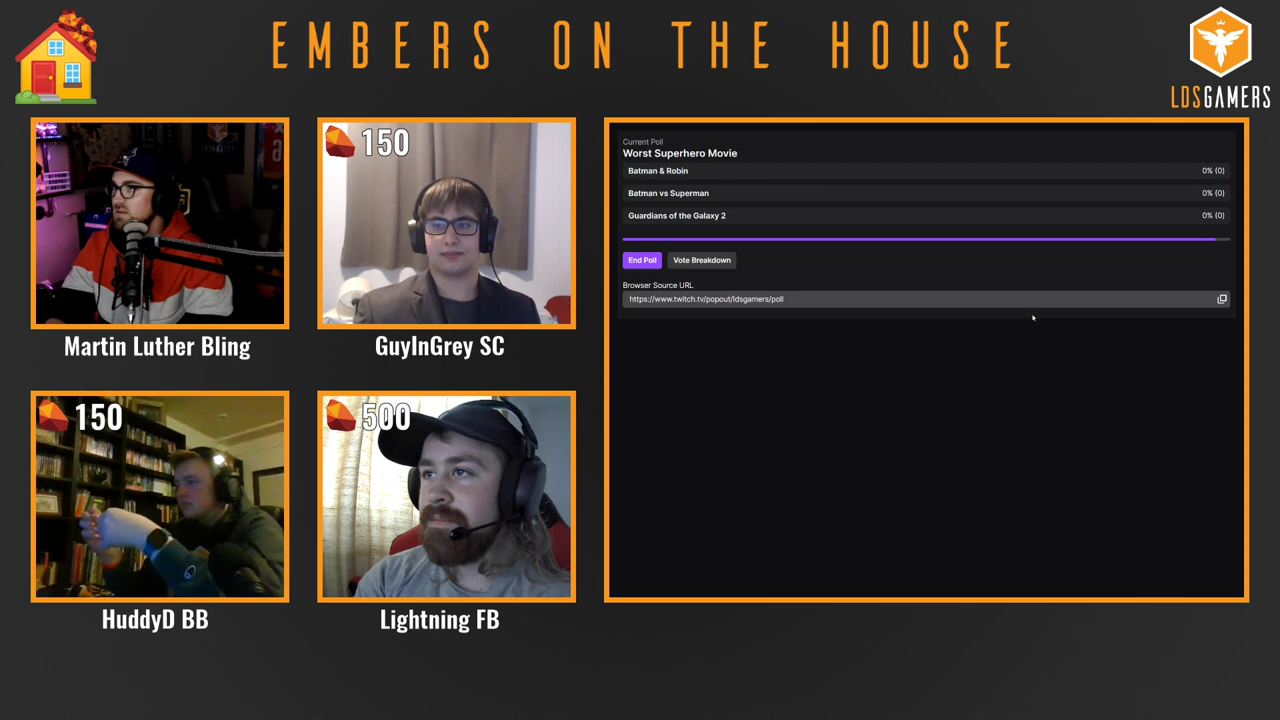 EMBERS ON THE HOUSE
LDSGAMERS
150
Martin Luther Bling
GuyInGrey SC
150
500
HuddyD BB
Lightning FB
Current Poll
Worst Superhero Movie
Batman & Robin 0% (0)
Batman vs Superman 0% (0)
Guardians of the Galaxy 2 0% (0)
End Poll Vote Breakdown
Browser Source URL
https://www.twitch.tv/popout/ldsgamers/poll